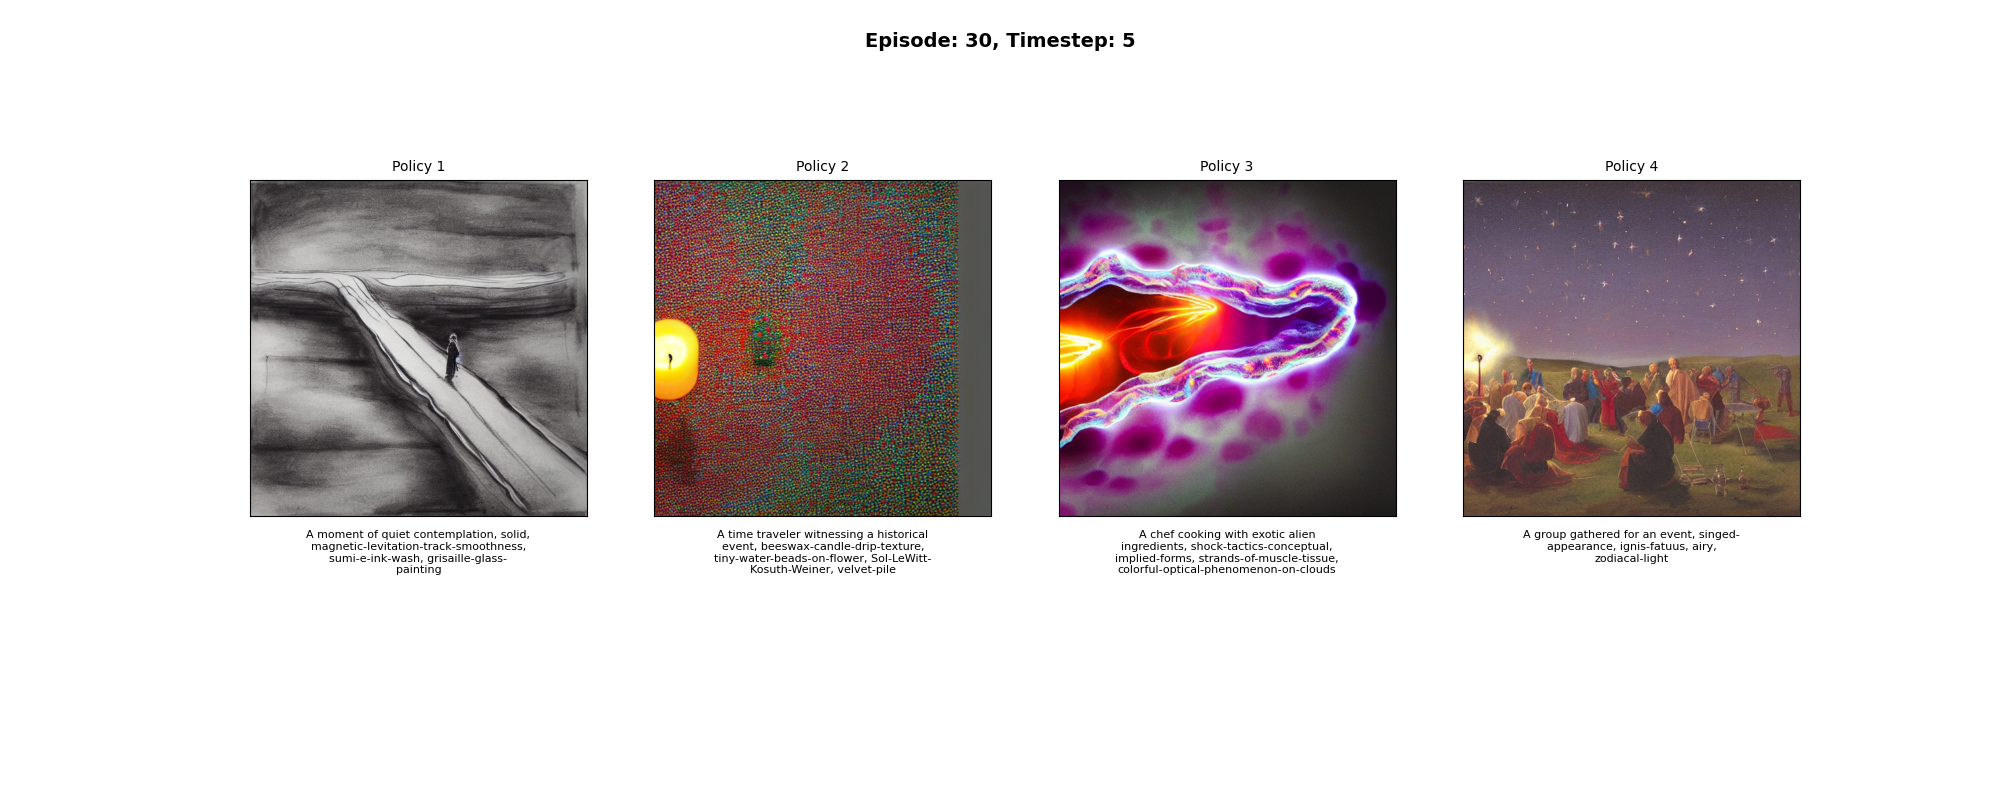 Episode: 30, Timestep: 5
Policy 1
Policy 2
Policy 3
Policy 4
A moment of quiet contemplation, solid,
magnetic-levitation-track-smoothness,
sumi-e-ink-wash, grisaille-glass-
painting
A time traveler witnessing a historical
event, beeswax-candle-drip-texture,
tiny-water-beads-on-flower, Sol-LeWitt-
Kosuth-Weiner, velvet-pile
A chef cooking with exotic alien
ingredients, shock-tactics-conceptual,
implied-forms, strands-of-muscle-tissue,
colorful-optical-phenomenon-on-clouds
A group gathered for an event, singed-
appearance, ignis-fatuus, airy,
zodiacal-light